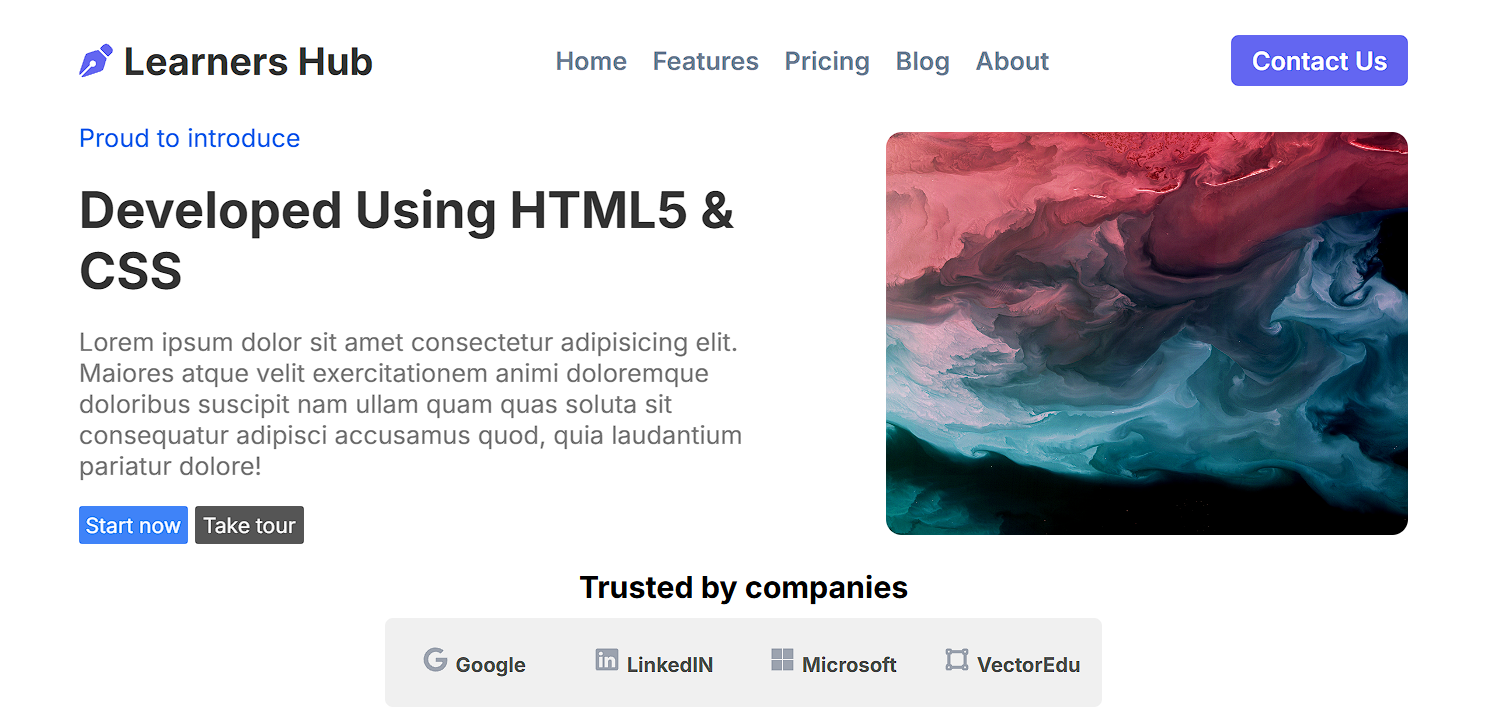 Learners Hub
Home Features Pricing Blog About
Contact Us
Proud to introduce
Developed Using HTML5 &
CSS
Lorem ipsum dolor sit amet consectetur adipisicing elit.
Maiores atque velit exercitationem animi doloremque
doloribus suscipit nam ullam quam quas soluta sit
consequatur adipisci accusamus quod, quia laudantium
pariatur dolore!
Start now Take tour
Trusted by companies
Google LinkedIN Microsoft VectorEdu